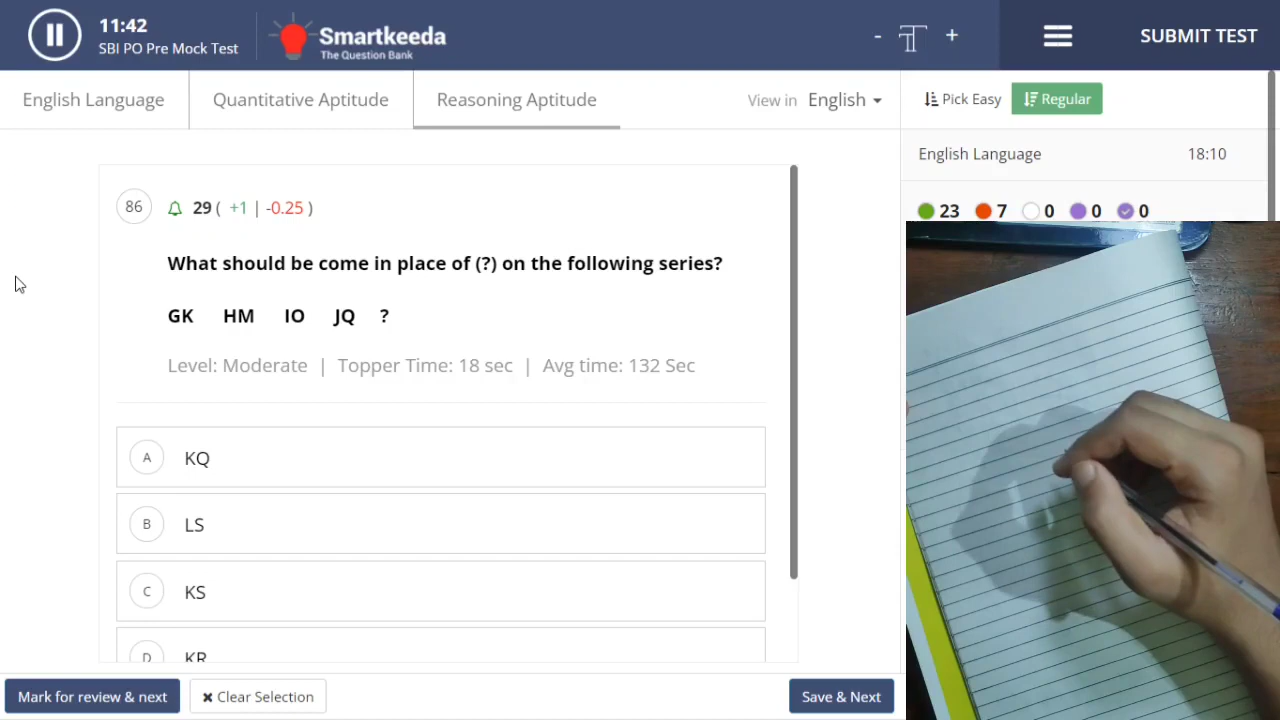 11:42
SBI PO Pre Mock Test
Smartkeeda
The Question Bank
- T +
SUBMIT TEST
English Language
Quantitative Aptitude
Reasoning Aptitude
View in English
Pick Easy
Regular
English Language 18:10
23 7 0 0 0
86
29 ( +1 | -0.25 )
What should be come in place of (?) on the following series?
GK HM IO JQ ?
Level: Moderate | Topper Time: 18 sec | Avg time: 132 Sec
A KQ
B LS
C KS
D KR
Mark for review & next
Clear Selection
Save & Next